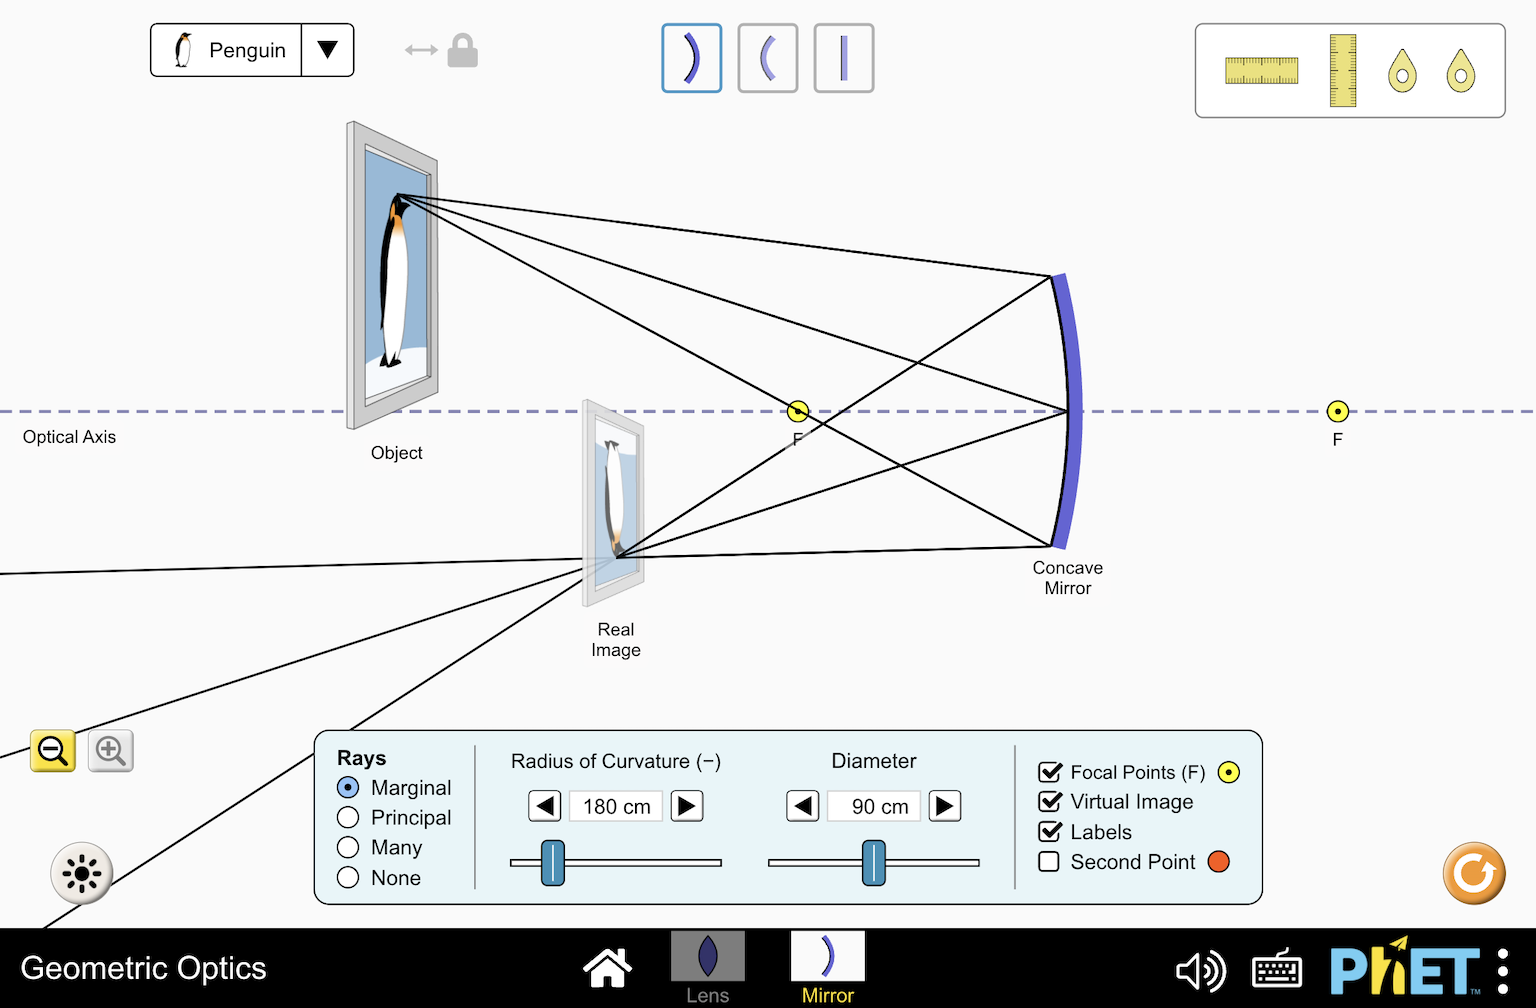 Penguin
Optical Axis
Object
F
F
Concave
Mirror
Real
Image
Rays
Marginal
Principal
Many
None
Radius of Curvature (−)
180 cm
Diameter
90 cm
Focal Points (F)
Virtual Image
Labels
Second Point
Geometric Optics
Lens
Mirror
PhET™